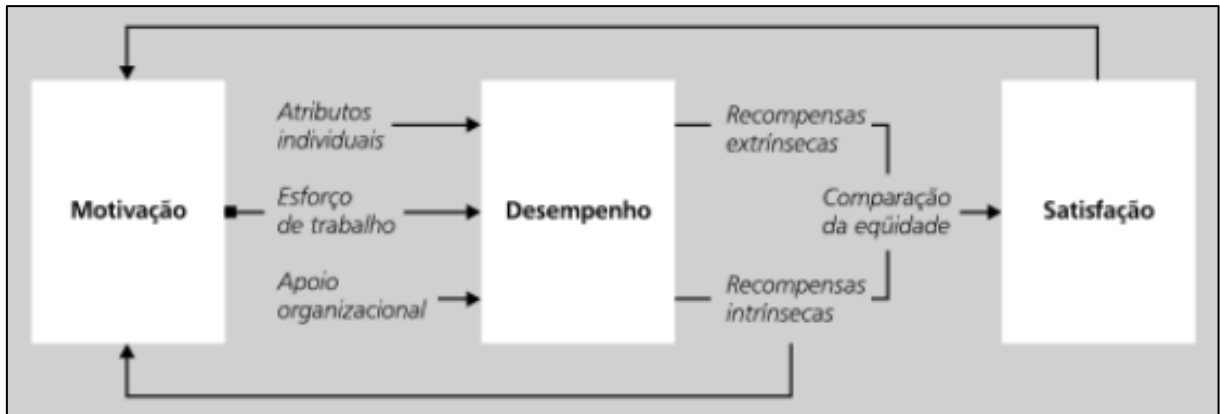 Motivação
Atributos
individuais
Esforço
de trabalho
Apoio
organizacional
Desempenho
Recompensas
extrínsecas
Comparação
da eqüidade
Recompensas
intrínsecas
Satisfação